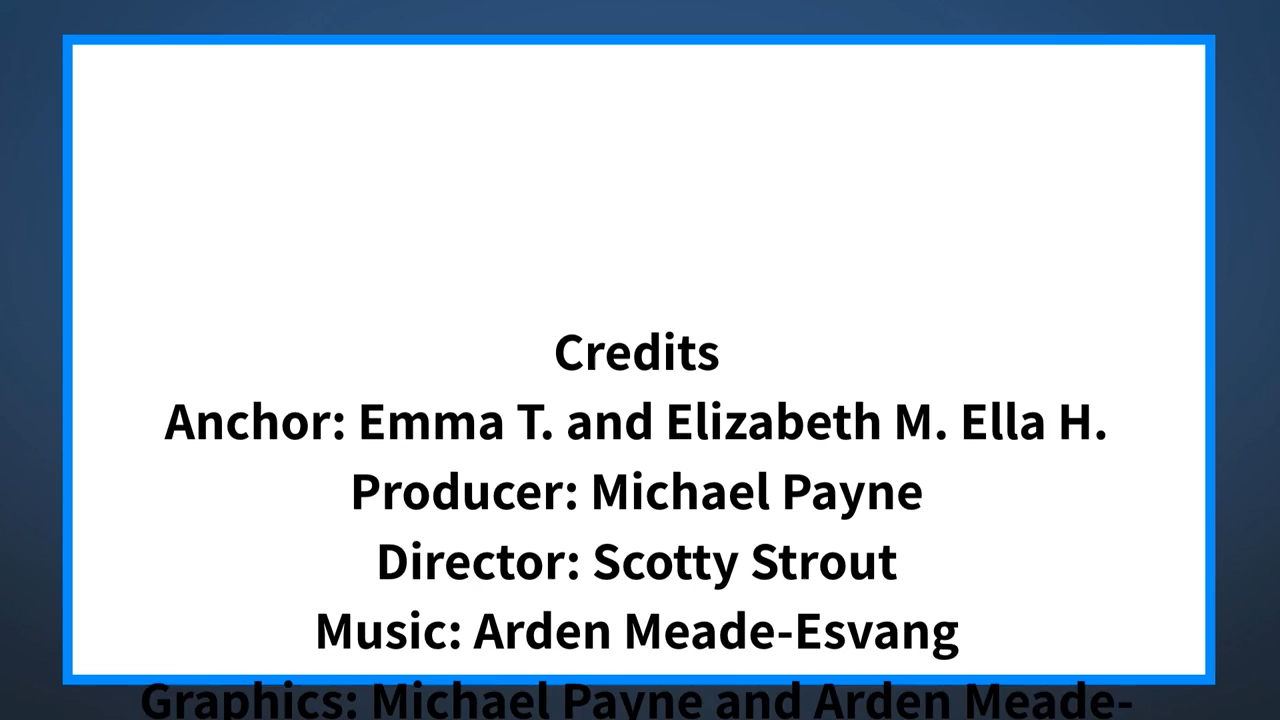 Credits
Anchor: Emma T. and Elizabeth M. Ella H.
Producer: Michael Payne
Director: Scotty Strout
Music: Arden Meade-Esvang
Graphics: Michael Payne and Arden Meade-